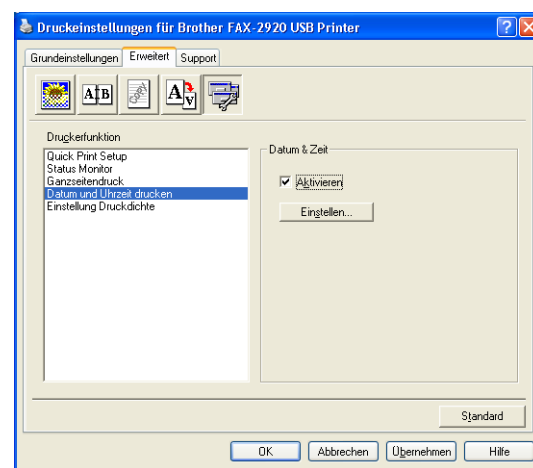 Druckeinstellungen für Brother FAX-2920 USB Printer
Grundeinstellungen Erweitert Support
A B
A V
Druckerfunktion
Quick Print Setup
Status Monitor
Ganzseitendruck
Datum und Uhrzeit drucken
Einstellung Druckdichte
Datum & Zeit
Aktivieren
Einstellen...
Standard
OK Abbrechen Übernehmen Hilfe